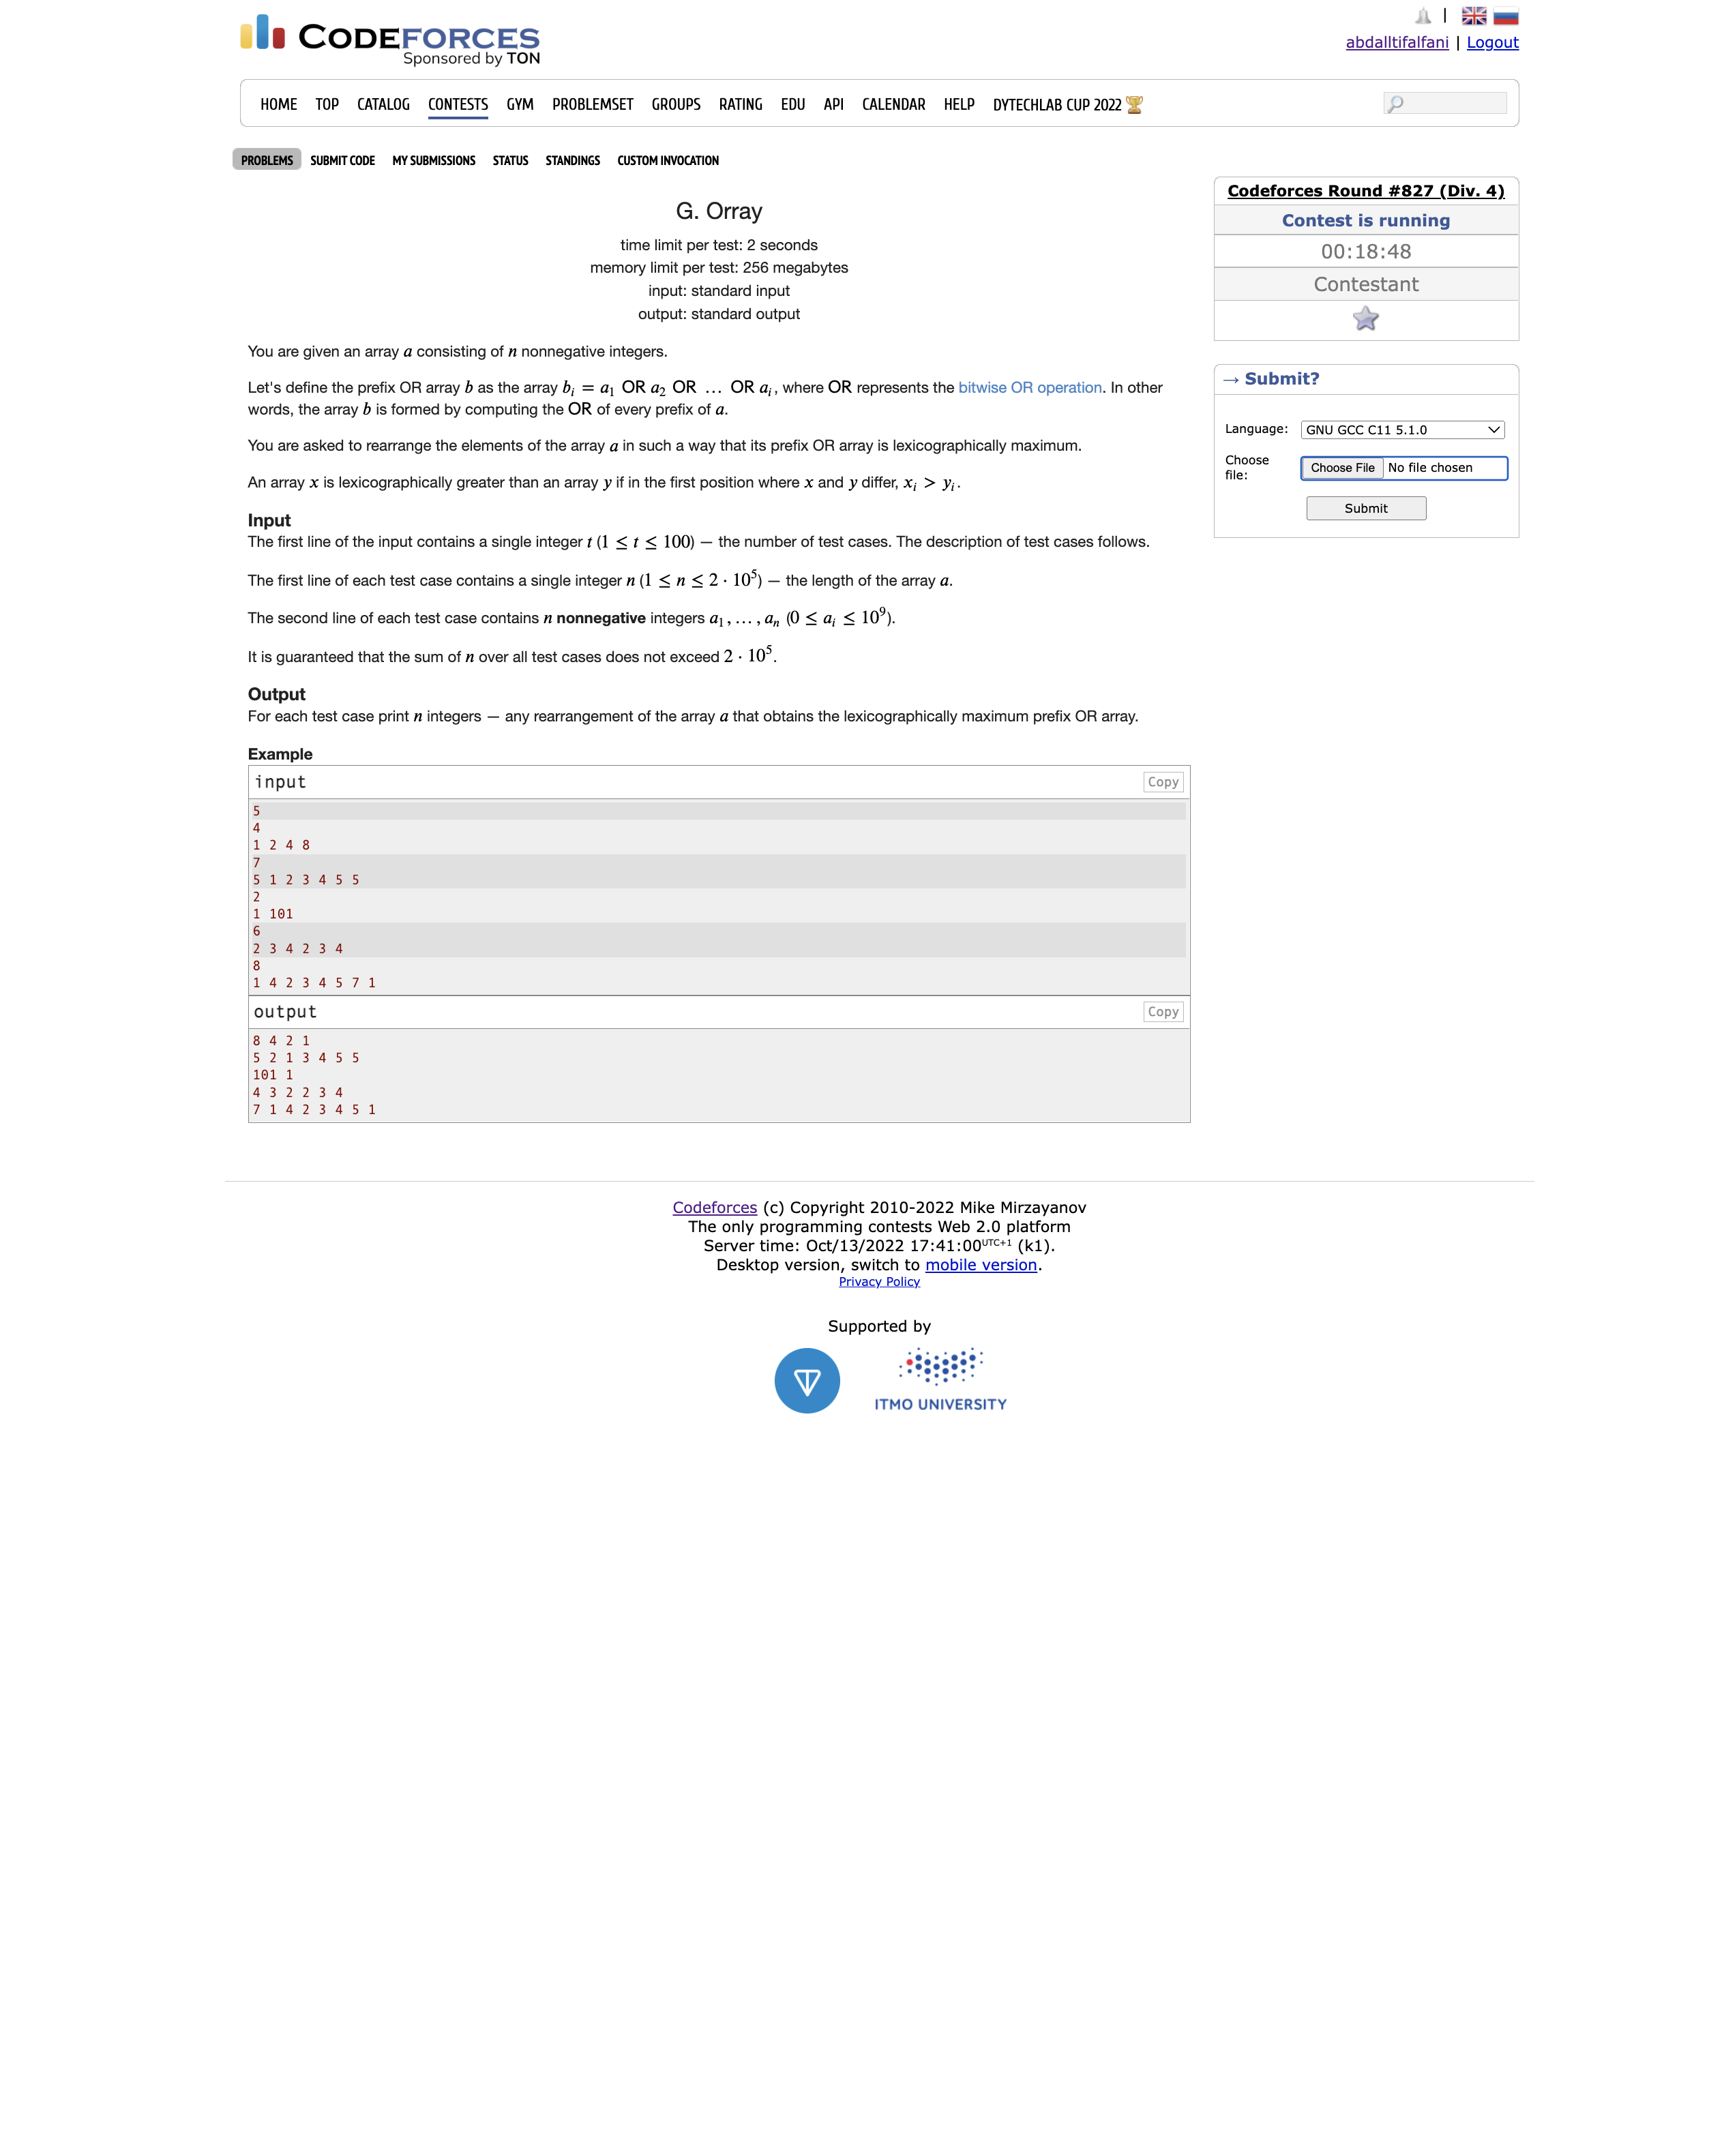 CODEFORCES
Sponsored by TON
|
abdalltifalfani | Logout
HOME TOP CATALOG CONTESTS GYM PROBLEMSET GROUPS RATING EDU API CALENDAR HELP DYTECHLAB CUP 2022
PROBLEMS SUBMIT CODE MY SUBMISSIONS STATUS STANDINGS CUSTOM INVOCATION
G. Orray
time limit per test: 2 seconds
memory limit per test: 256 megabytes
input: standard input
output: standard output
You are given an array a consisting of n nonnegative integers.
Let's define the prefix OR array b as the array b_i = a_1 OR a_2 OR … OR a_i, where OR represents the bitwise OR operation. In other
words, the array b is formed by computing the OR of every prefix of a.
You are asked to rearrange the elements of the array a in such a way that its prefix OR array is lexicographically maximum.
An array x is lexicographically greater than an array y if in the first position where x and y differ, x_i > y_i.
Input
The first line of the input contains a single integer t (1 ≤ t ≤ 100) — the number of test cases. The description of test cases follows.
The first line of each test case contains a single integer n (1 ≤ n ≤ 2 · 10^5) — the length of the array a.
The second line of each test case contains n nonnegative integers a_1, …, a_n (0 ≤ a_i ≤ 10^9).
It is guaranteed that the sum of n over all test cases does not exceed 2 · 10^5.
Output
For each test case print n integers — any rearrangement of the array a that obtains the lexicographically maximum prefix OR array.
Example
input Copy
5
4
1 2 4 8
7
5 1 2 3 4 5 5
2
1 101
6
2 3 4 2 3 4
8
1 4 2 3 4 5 7 1
output Copy
8 4 2 1
5 2 1 3 4 5 5
101 1
4 3 2 2 3 4
7 1 4 2 3 4 5 1
Codeforces Round #827 (Div. 4)
Contest is running
00:18:48
Contestant
→ Submit?
Language: GNU GCC C11 5.1.0
Choose
file: Choose File No file chosen
Submit
Codeforces (c) Copyright 2010-2022 Mike Mirzayanov
The only programming contests Web 2.0 platform
Server time: Oct/13/2022 17:41:00 UTC+1 (k1).
Desktop version, switch to mobile version.
Privacy Policy
Supported by
ITMO UNIVERSITY